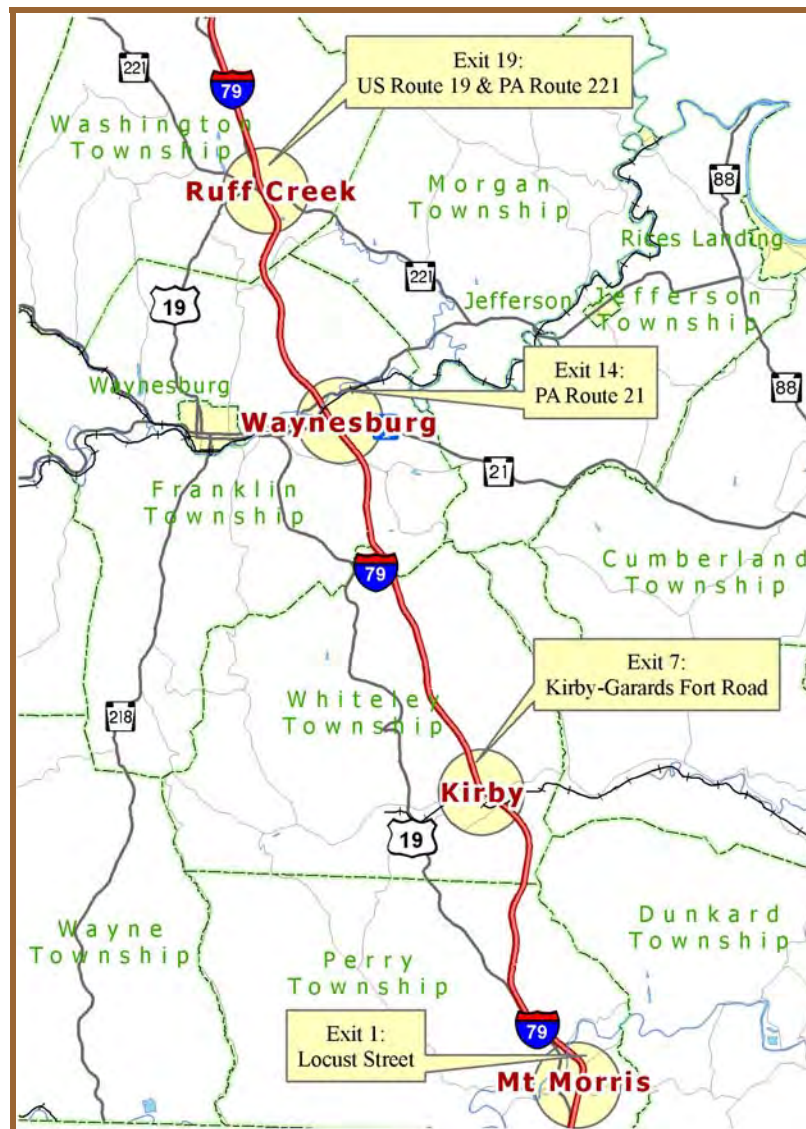 Exit 19:
US Route 19 & PA Route 221
221
79
Washington
Township
Ruff Creek
Morgan
Township
88
Rices Landing
221
19
Jefferson
Jefferson
Township
Exit 14:
PA Route 21
88
Waynesburg
Waynesburg
21
Franklin
Township
79
Cumberland
Township
Exit 7:
Kirby-Garards Fort Road
Whiteley
Township
218
Kirby
19
Wayne
Township
Dunkard
Township
Perry
Township
79
Exit 1:
Locust Street
Mt Morris